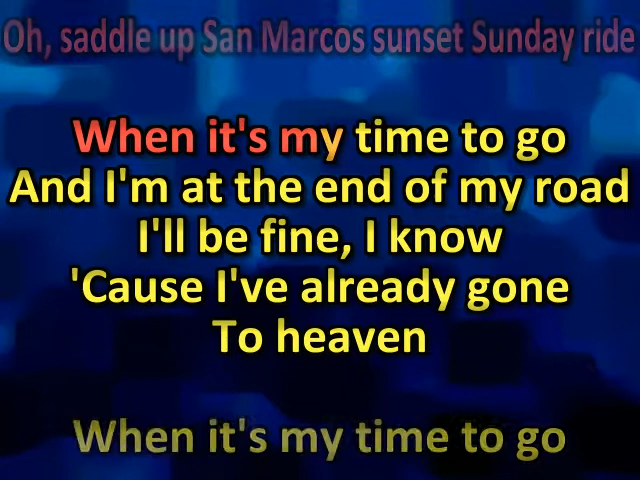 Oh, saddle up San Marcos sunset Sunday ride
When it's my time to go
And I'm at the end of my road
I'll be fine, I know
'Cause I've already gone
To heaven
When it's my time to go